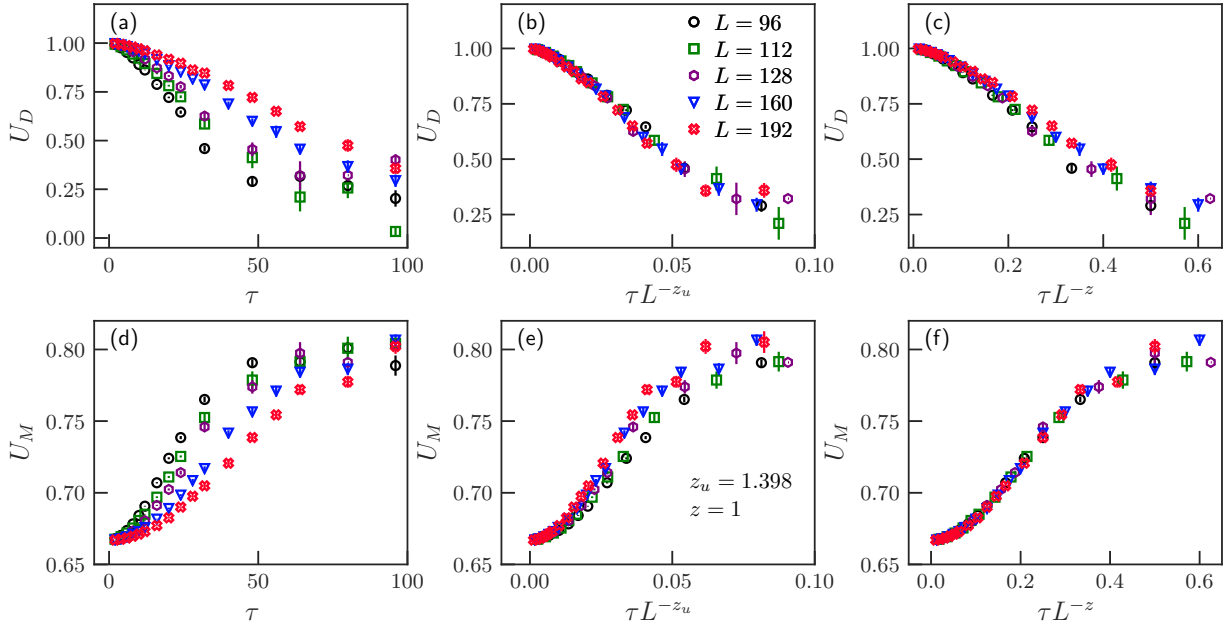 (a)
U_D
1.00
0.75
0.50
0.25
0.00
0
50
100
τ
(b)
U_D
1.00
0.75
0.50
0.25
0.00
0.05
0.10
τL^{-z_u}
L = 96
L = 112
L = 128
L = 160
L = 192
(c)
U_D
1.00
0.75
0.50
0.25
0.0
0.2
0.4
0.6
τL^{-z}
(d)
U_M
0.80
0.75
0.70
0.65
0
50
100
τ
(e)
U_M
0.80
0.75
0.70
0.65
0.00
0.05
0.10
τL^{-z_u}
z_u = 1.398
z = 1
(f)
U_M
0.80
0.75
0.70
0.65
0.0
0.2
0.4
0.6
τL^{-z}